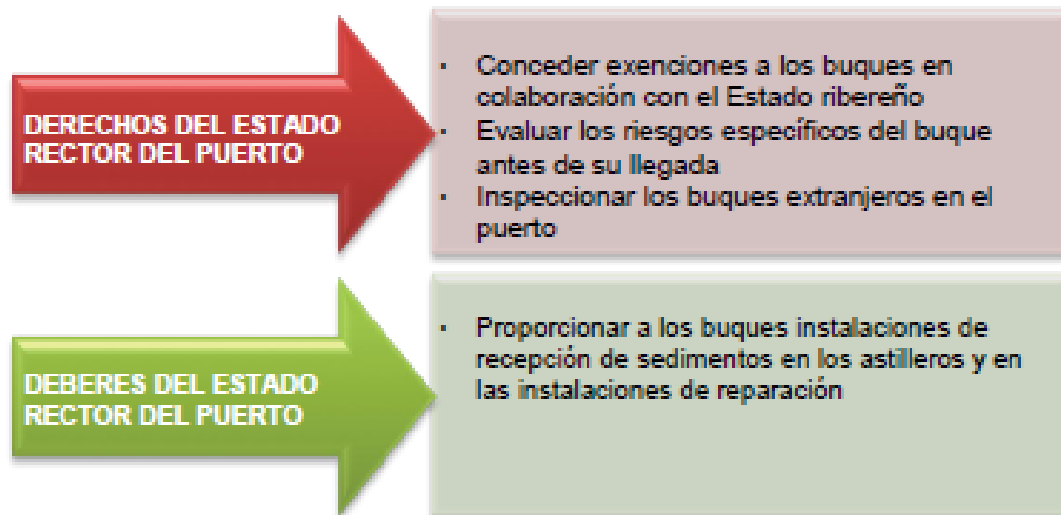 DERECHOS DEL ESTADO
RECTOR DEL PUERTO
· Conceder exenciones a los buques en
colaboración con el Estado ribereño
· Evaluar los riesgos específicos del buque
antes de su llegada
· Inspeccionar los buques extranjeros en el
puerto
DEBERES DEL ESTADO
RECTOR DEL PUERTO
· Proporcionar a los buques instalaciones de
recepción de sedimentos en los astilleros y en
las instalaciones de reparación